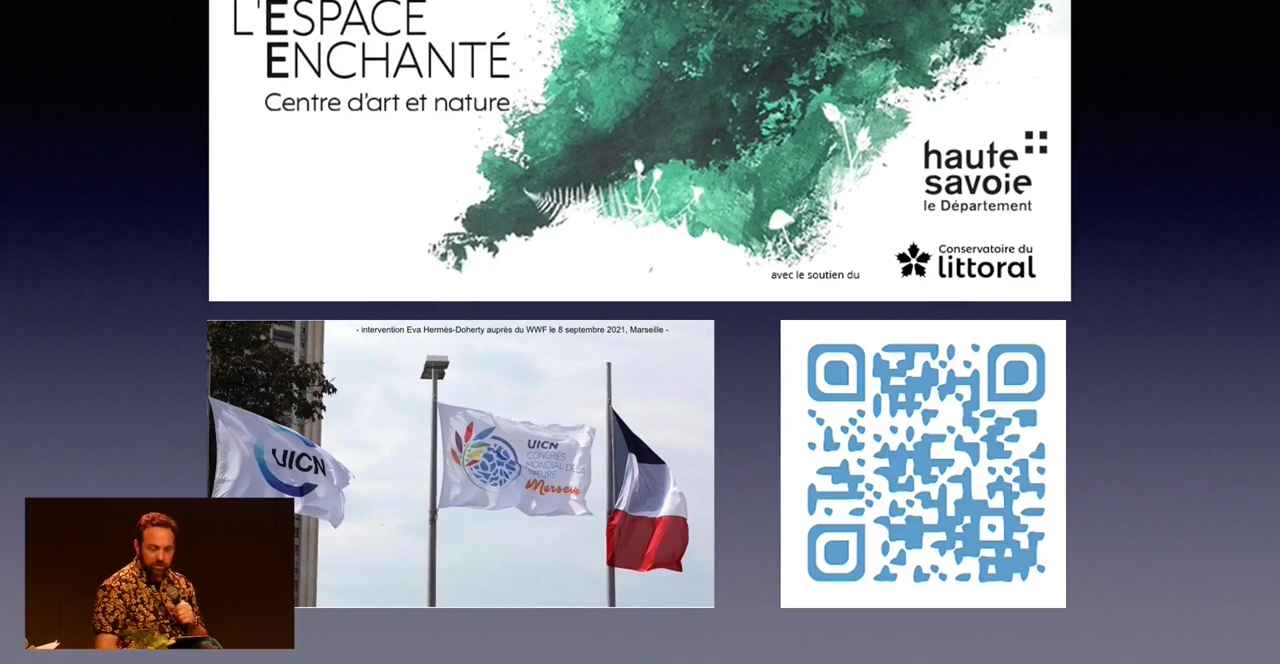 L'ESPACE
ENCHANTÉ
Centre d'art et nature
haute
savoie
le Département
avec le soutien du
Conservatoire du
littoral
- intervention Eva Hermès-Doherty auprès du WWF le 8 septembre 2021, Marseille -
UICN
UICN
CONGRÈS
MONDIAL DE LA
NATURE
Marseille